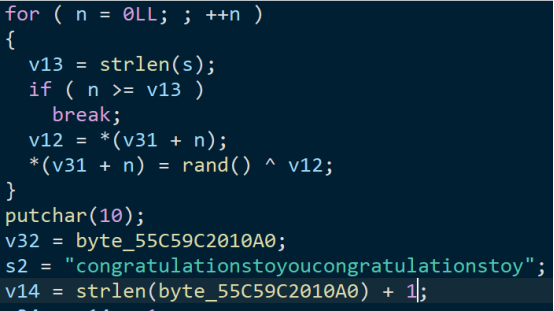 for ( n = 0LL; ; ++n )
{
v13 = strlen(s);
if ( n >= v13 )
break;
v12 = *(v31 + n);
*(v31 + n) = rand() ^ v12;
}
putchar(10);
v32 = byte_55C59C2010A0;
s2 = "congratulationstoyoucongratulationstoy";
v14 = strlen(byte_55C59C2010A0) + 1;